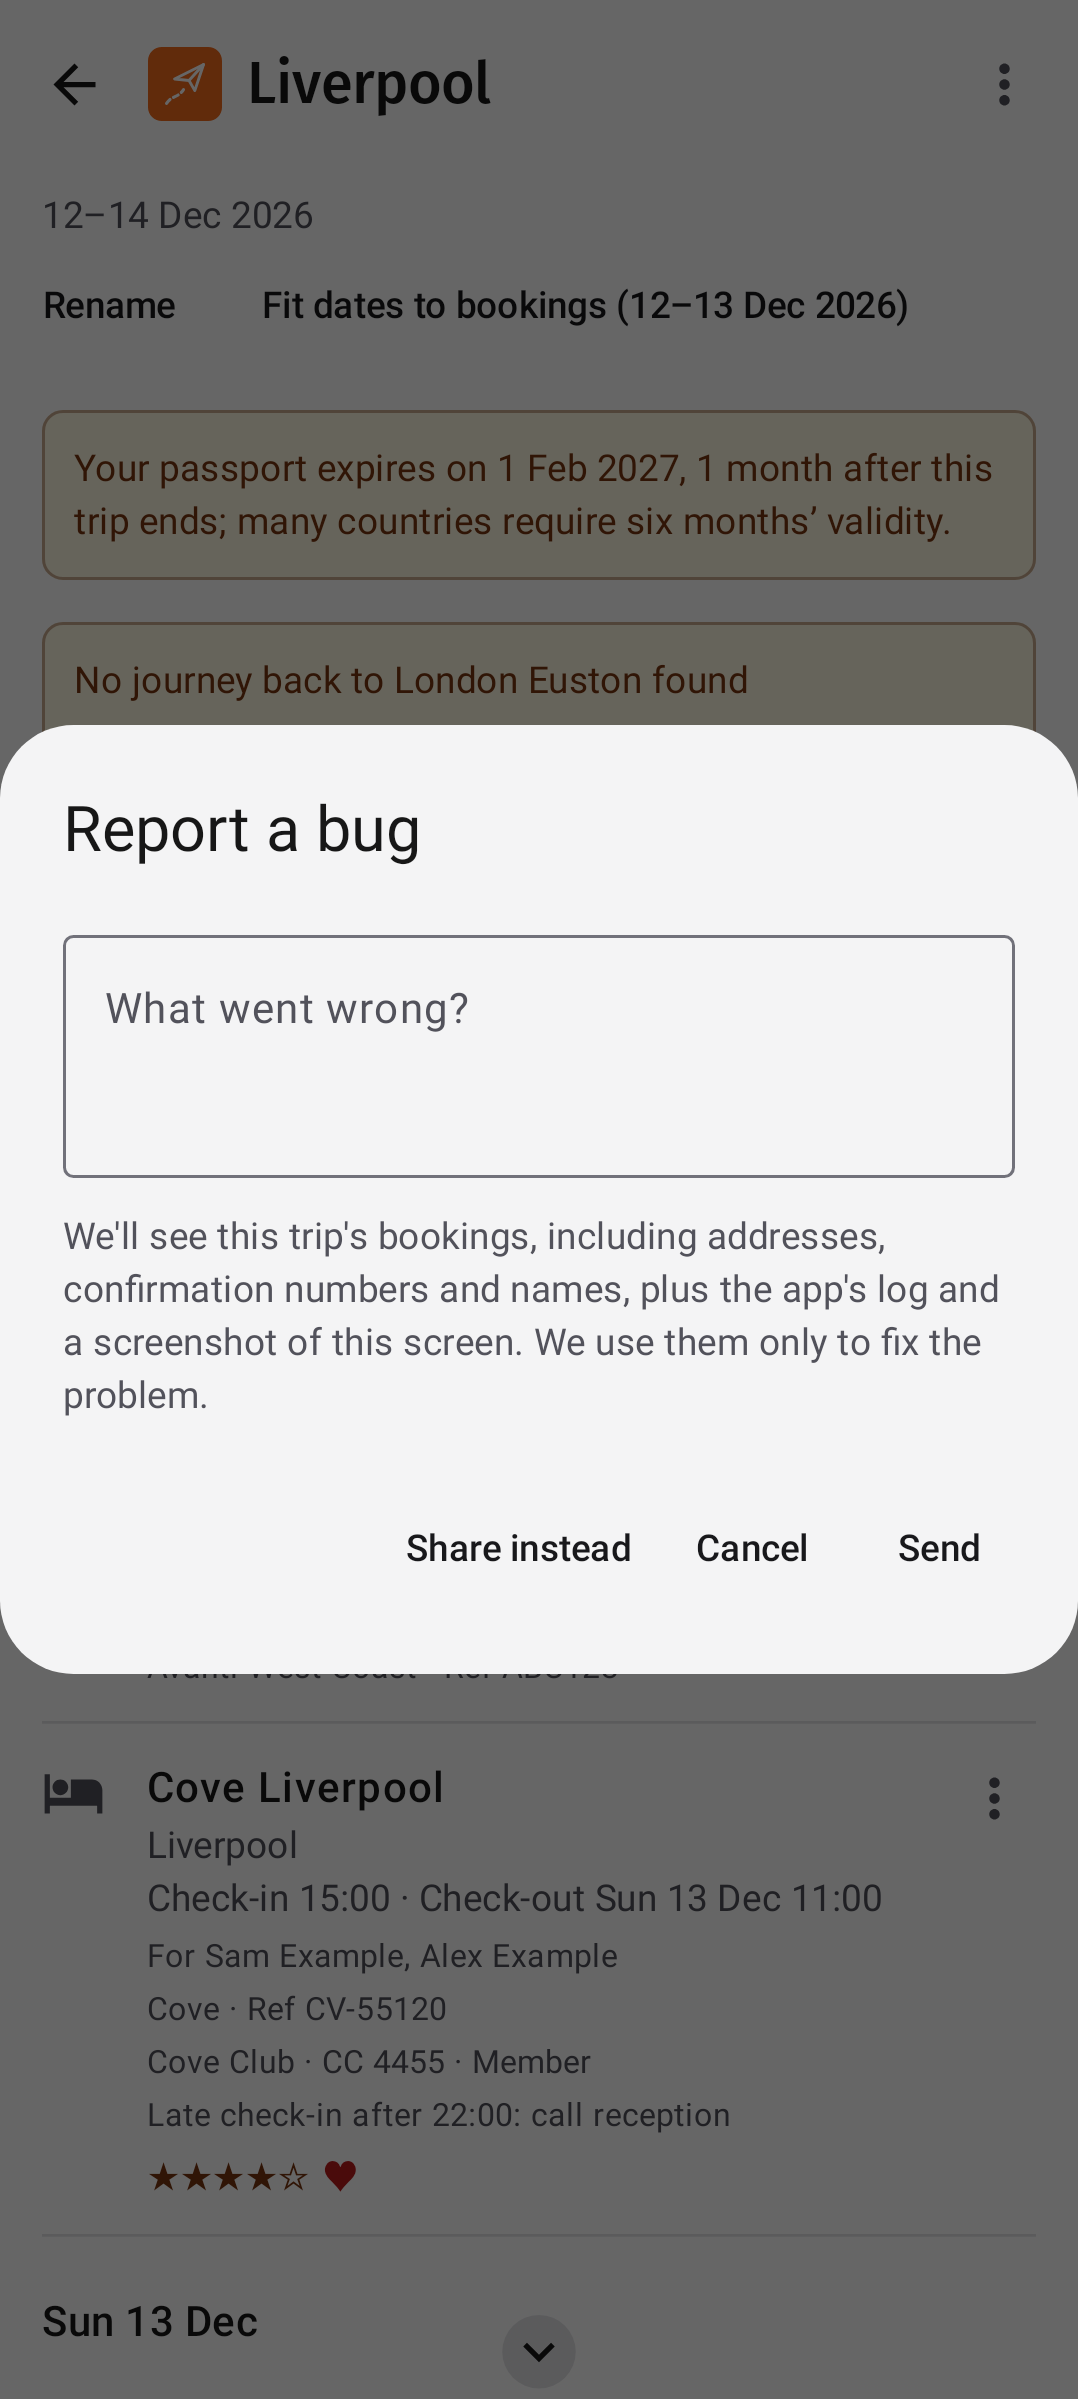 Liverpool
12–14 Dec 2026
Rename
Fit dates to bookings (12–13 Dec 2026)
Your passport expires on 1 Feb 2027, 1 month after this
trip ends; many countries require six months’ validity.
No journey back to London Euston found
Report a bug
What went wrong?
We'll see this trip's bookings, including addresses,
confirmation numbers and names, plus the app's log and
a screenshot of this screen. We use them only to fix the
problem.
Share instead
Cancel
Send
Cove Liverpool
Liverpool
Check-in 15:00 · Check-out Sun 13 Dec 11:00
For Sam Example, Alex Example
Cove · Ref CV-55120
Cove Club · CC 4455 · Member
Late check-in after 22:00: call reception
★★★★☆ ♥
Sun 13 Dec